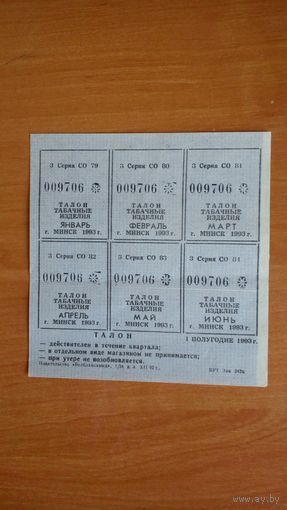 3 Серия СО 79
009706
ТАЛОН
ТАБАЧНЫЕ
ИЗДЕЛИЯ
ЯНВАРЬ
г. МИНСК 1993 г.
3 Серия СО 80
009706
ТАЛОН
ТАБАЧНЫЕ
ИЗДЕЛИЯ
ФЕВРАЛЬ
г. МИНСК 1993 г.
3 Серия СО 81
009706
ТАЛОН
ТАБАЧНЫЕ
ИЗДЕЛИЯ
МАРТ
г. МИНСК 1993 г.
3 Серия СО 82
009706
ТАЛОН
ТАБАЧНЫЕ
ИЗДЕЛИЯ
АПРЕЛЬ
г. МИНСК 1993 г.
3 Серия СО 83
009706
ТАЛОН
ТАБАЧНЫЕ
ИЗДЕЛИЯ
МАЙ
г. МИНСК 1993 г.
3 Серия СО 84
009706
ТАЛОН
ТАБАЧНЫЕ
ИЗДЕЛИЯ
ИЮНЬ
г. МИНСК 1993 г.
ТАЛОН
1 ПОЛУГОДИЕ 1993 г.
— действителен в течение квартала;
— в отдельном виде магазином не принимается;
— при утере не возобновляется.
Издательство
www.ay.by